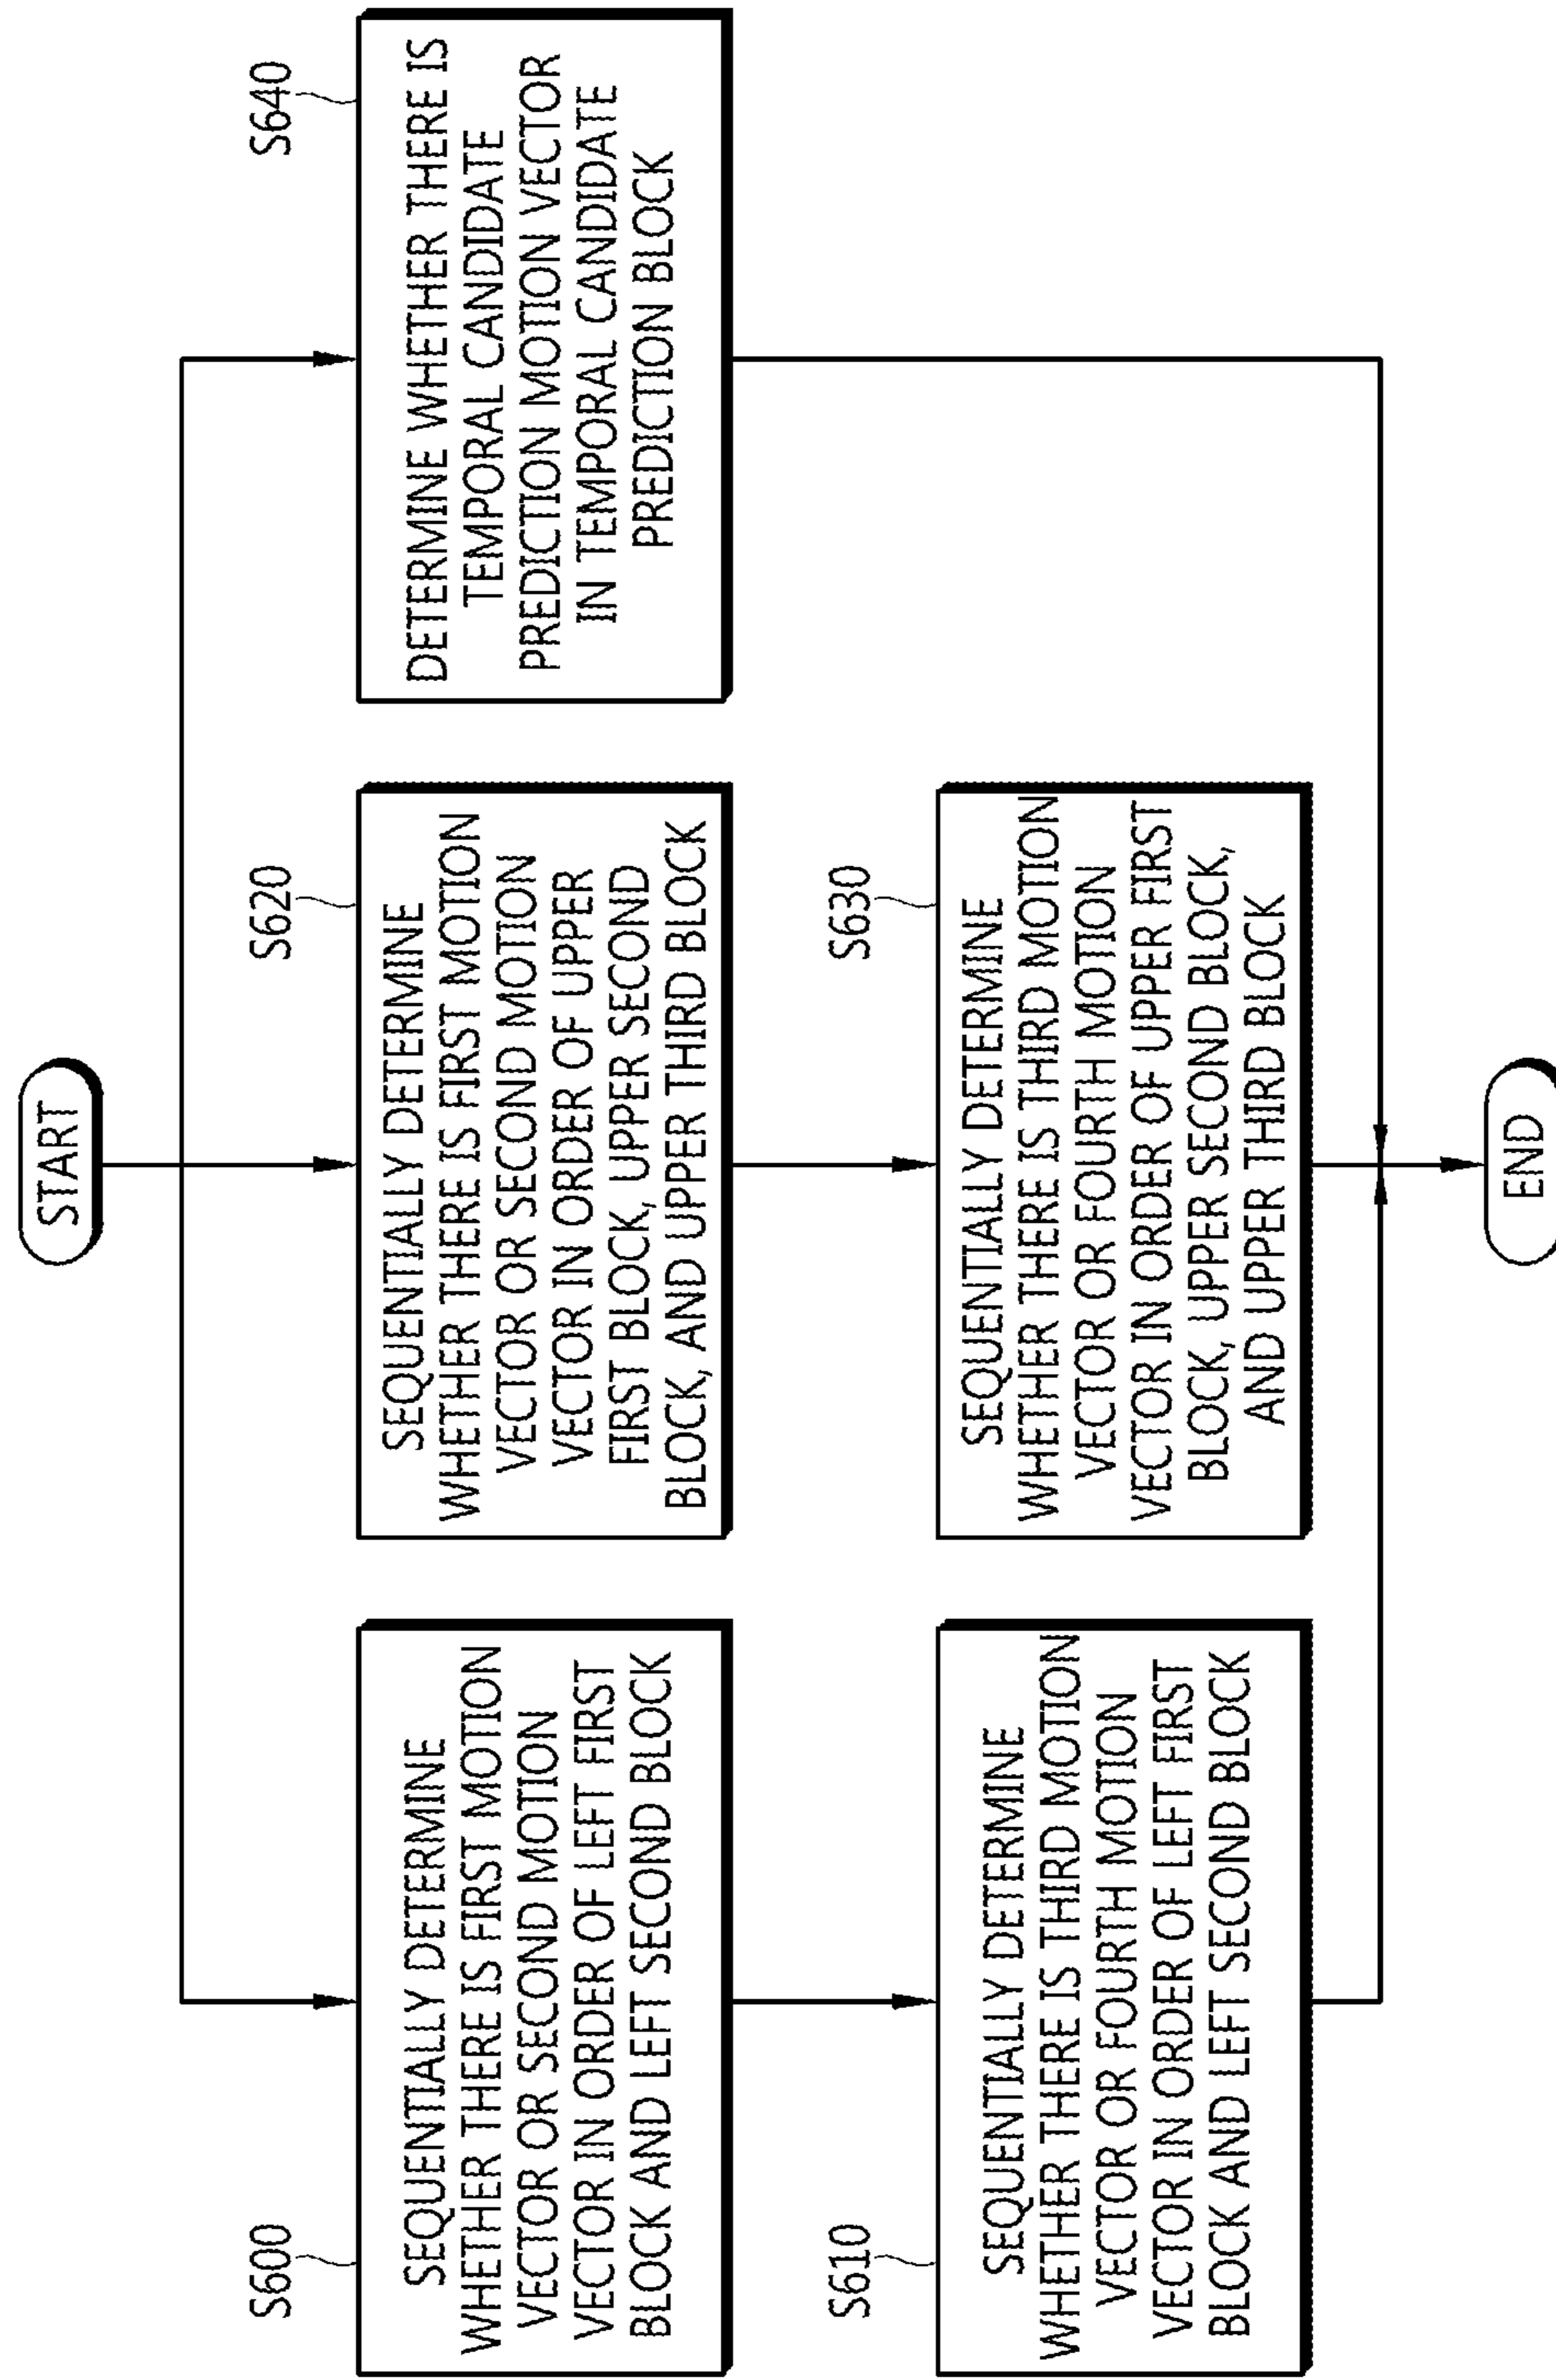 START
S600
SEQUENTIALLY DETERMINE
WHETHER THERE IS FIRST MOTION
VECTOR OR SECOND MOTION
VECTOR IN ORDER OF LEFT FIRST
BLOCK AND LEFT SECOND BLOCK
S620
SEQUENTIALLY DETERMINE
WHETHER THERE IS FIRST MOTION
VECTOR OR SECOND MOTION
VECTOR IN ORDER OF UPPER
FIRST BLOCK, UPPER SECOND
BLOCK, AND UPPER THIRD BLOCK
S640
DETERMINE WHETHER THERE IS
TEMPORAL CANDIDATE
PREDICTION MOTION VECTOR
IN TEMPORAL CANDIDATE
PREDICTION BLOCK
S610
SEQUENTIALLY DETERMINE
WHETHER THERE IS THIRD MOTION
VECTOR OR FOURTH MOTION
VECTOR IN ORDER OF LEFT FIRST
BLOCK AND LEFT SECOND BLOCK
S630
SEQUENTIALLY DETERMINE
WHETHER THERE IS THIRD MOTION
VECTOR OR FOURTH MOTION
VECTOR IN ORDER OF UPPER FIRST
BLOCK, UPPER SECOND BLOCK,
AND UPPER THIRD BLOCK
END